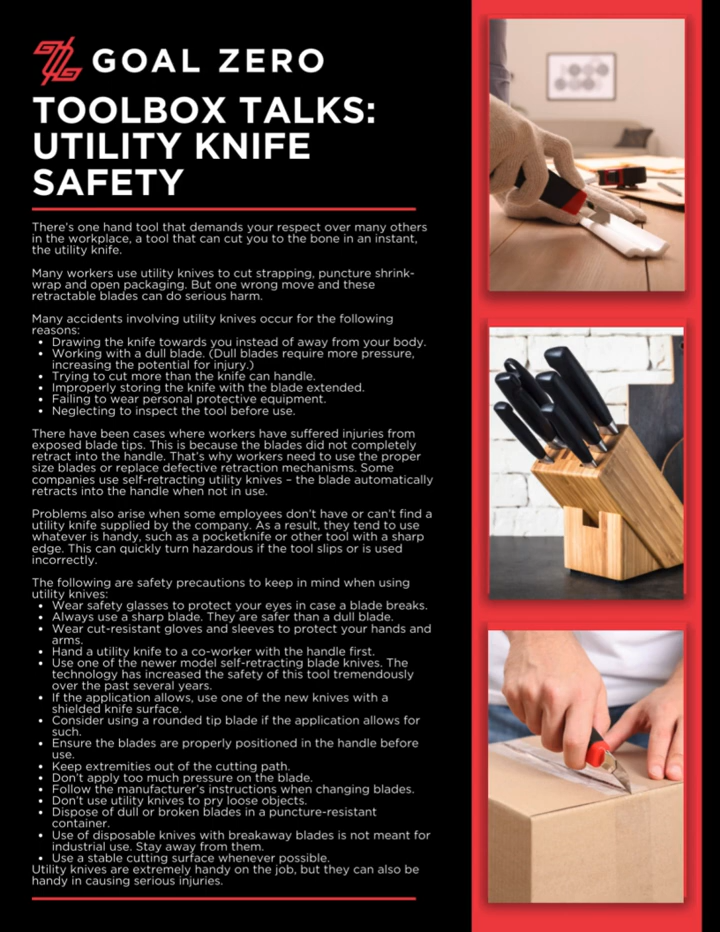 GOAL ZERO
TOOLBOX TALKS:
UTILITY KNIFE
SAFETY
There's one hand tool that demands your respect over many others
in the workplace, a tool that can cut you to the bone in an instant,
the utility knife.
Many workers use utility knives to cut strapping, puncture shrink-
wrap and open packaging. But one wrong move and these
retractable blades can do serious harm.
Many accidents involving utility knives occur for the following
reasons:
• Drawing the knife towards you instead of away from your body.
• Working with a dull blade. (Dull blades require more pressure,
increasing the potential for injury.)
• Trying to cut more than the knife can handle.
• Improperly storing the knife with the blade extended.
• Failing to wear personal protective equipment.
• Neglecting to inspect the tool before use.
There have been cases where workers have suffered injuries from
exposed blade tips. This is because the blades did not completely
retract into the handle. That's why workers need to use the proper
size blades or replace defective retraction mechanisms. Some
companies use self-retracting utility knives – the blade automatically
retracts into the handle when not in use.
Problems also arise when some employees don't have or can't find a
utility knife supplied by the company. As a result, they tend to use
whatever is handy, such as a pocketknife or other tool with a sharp
edge. This can quickly turn hazardous if the tool slips or is used
incorrectly.
The following are safety precautions to keep in mind when using
utility knives:
• Wear safety glasses to protect your eyes in case a blade breaks.
• Always use a sharp blade. They are safer than a dull blade.
• Wear cut-resistant gloves and sleeves to protect your hands and
arms.
• Hand a utility knife to a co-worker with the handle first.
• Use one of the newer model self-retracting blade knives. The
technology has increased the safety of this tool tremendously
over the past several years.
• If the application allows, use one of the new knives with a
shielded knife surface.
• Consider using a rounded tip blade if the application allows for
such.
• Ensure the blades are properly positioned in the handle before
use.
• Keep extremities out of the cutting path.
• Don't apply too much pressure on the blade.
• Follow the manufacturer's instructions when changing blades.
• Don't use utility knives to pry loose objects.
• Dispose of dull or broken blades in a puncture-resistant
container.
• Use of disposable knives with breakaway blades is not meant for
industrial use. Stay away from them.
• Use a stable cutting surface whenever possible.
Utility knives are extremely handy on the job, but they can also be
handy in causing serious injuries.